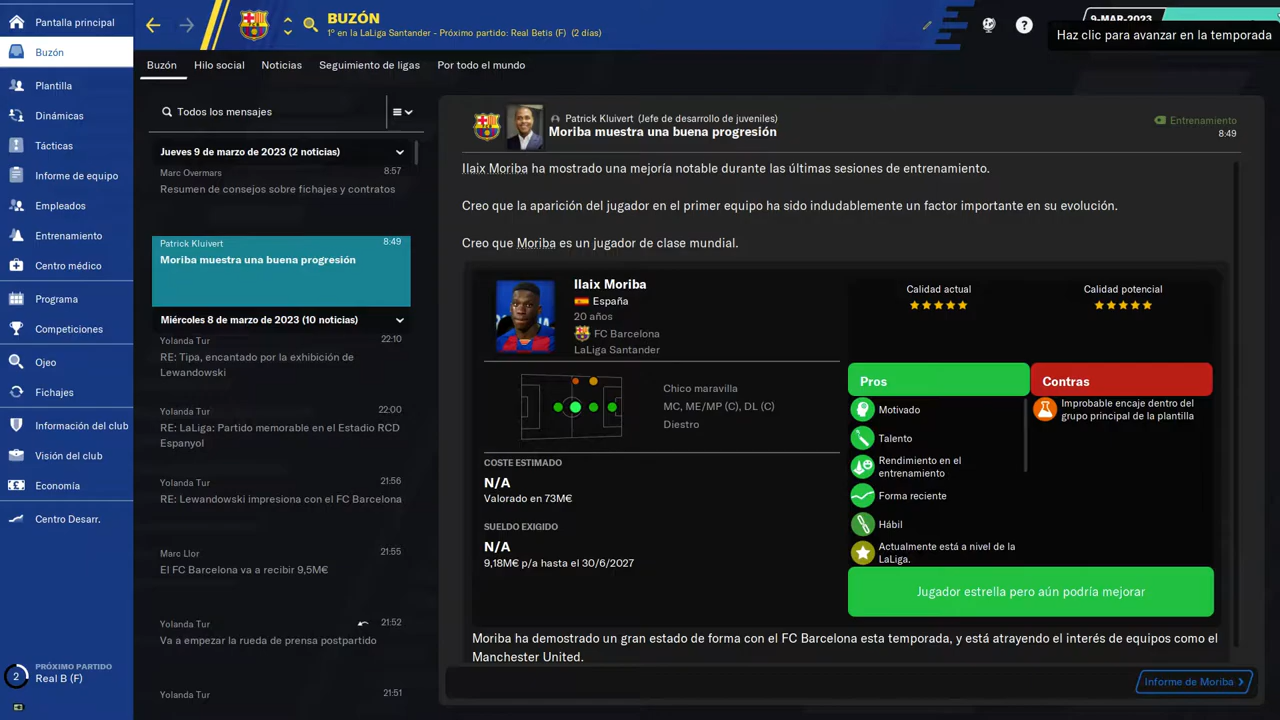 Pantalla principal
Buzón
Plantilla
Dinámicas
Tácticas
Informe de equipo
Empleados
Entrenamiento
Centro médico
Programa
Competiciones
Ojeo
Fichajes
Información del club
Visión del club
Economía
Centro Desarr.
2
PRÓXIMO PARTIDO
Real B (F)
BUZÓN
1º en la LaLiga Santander - Próximo partido: Real Betis (F) (2 días)
9-MAR-2023
Haz clic para avanzar en la temporada
Buzón
Hilo social
Noticias
Seguimiento de ligas
Por todo el mundo
Todos los mensajes
Jueves 9 de marzo de 2023 (2 noticias)
Marc Overmars 8:57
Resumen de consejos sobre fichajes y contratos
Patrick Kluivert 8:49
Moriba muestra una buena progresión
Miércoles 8 de marzo de 2023 (10 noticias)
Yolanda Tur 22:10
RE: Tipa, encantado por la exhibición de
Lewandowski
Yolanda Tur 22:00
RE: LaLiga: Partido memorable en el Estadio RCD
Espanyol
Yolanda Tur 21:56
RE: Lewandowski impresiona con el FC Barcelona
Marc Llor 21:55
El FC Barcelona va a recibir 9,5M€
Yolanda Tur 21:52
Va a empezar la rueda de prensa postpartido
Yolanda Tur 21:51
Patrick Kluivert (Jefe de desarrollo de juveniles)
Moriba muestra una buena progresión
Entrenamiento
8:49
Ilaix Moriba ha mostrado una mejoría notable durante las últimas sesiones de entrenamiento.
Creo que la aparición del jugador en el primer equipo ha sido indudablemente un factor importante en su evolución.
Creo que Moriba es un jugador de clase mundial.
Ilaix Moriba
España
20 años
FC Barcelona
LaLiga Santander
Chico maravilla
MC, ME/MP (C), DL (C)
Diestro
COSTE ESTIMADO
N/A
Valorado en 73M€
SUELDO EXIGIDO
N/A
9,18M€ p/a hasta el 30/6/2027
Calidad actual
Calidad potencial
Pros
Motivado
Talento
Rendimiento en el
entrenamiento
Forma reciente
Hábil
Actualmente está a nivel de la
LaLiga.
Contras
Improbable encaje dentro del
grupo principal de la plantilla
Jugador estrella pero aún podría mejorar
Moriba ha demostrado un gran estado de forma con el FC Barcelona esta temporada, y está atrayendo el interés de equipos como el
Manchester United.
Informe de Moriba